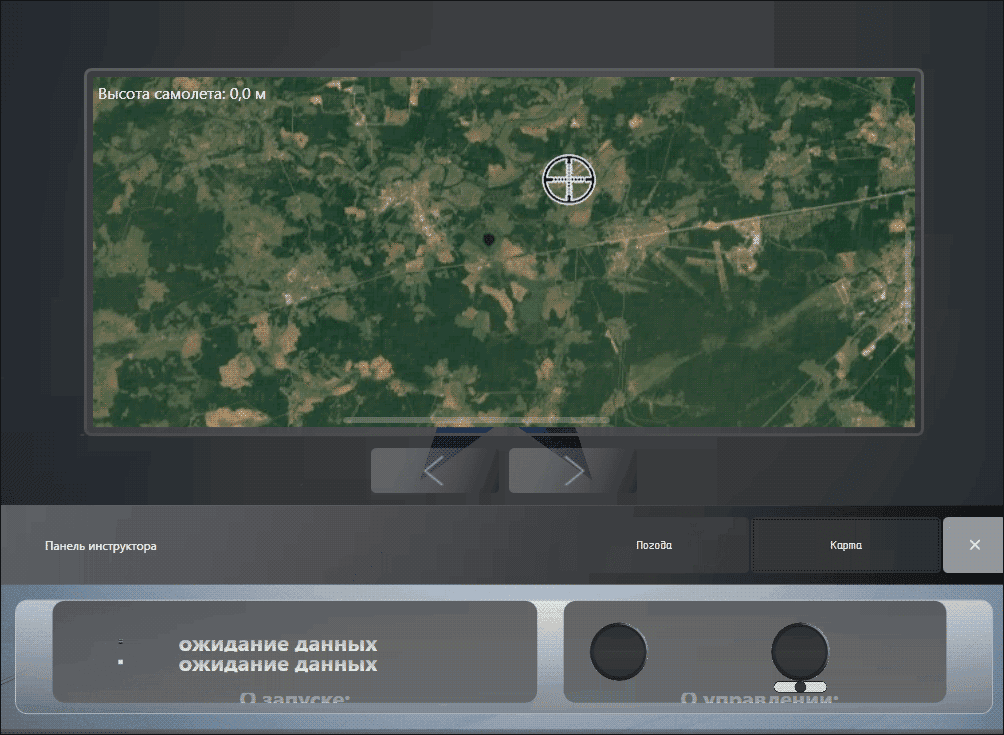 Высота самолета: 0,0 м
Панель инструктора
Погода
Карта
ожидание данных
ожидание данных
О запуске:
О управлении: